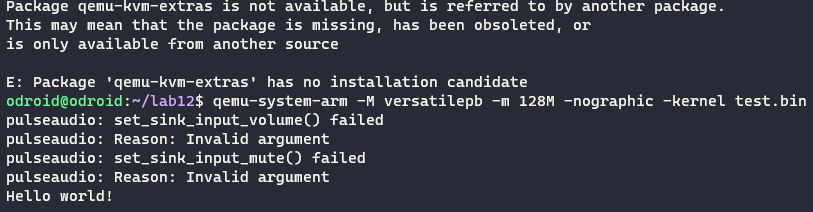 Package qemu-kvm-extras is not available, but is referred to by another package.
This may mean that the package is missing, has been obsoleted, or
is only available from another source

E: Package 'qemu-kvm-extras' has no installation candidate
odroid@odroid:~/lab12$ qemu-system-arm -M versatilepb -m 128M -nographic -kernel test.bin
pulseaudio: set_sink_input_volume() failed
pulseaudio: Reason: Invalid argument
pulseaudio: set_sink_input_mute() failed
pulseaudio: Reason: Invalid argument
Hello world!